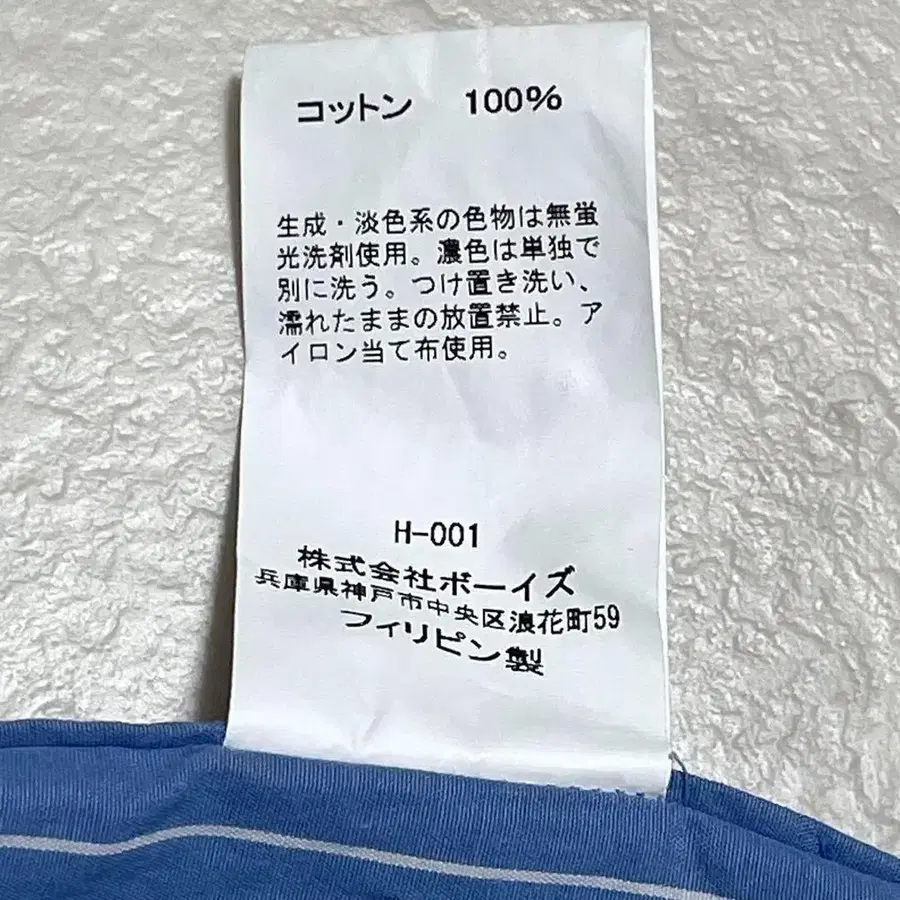 コットン 100%
生成・淡色系の色物は無蛍
光洗剤使用。濃色は単独で
別に洗う。つけ置き洗い、
濡れたままの放置禁止。ア
イロン当て布使用。
H-001
株式会社ボーイズ
兵庫県神戸市中央区浪花町59
フィリピン製